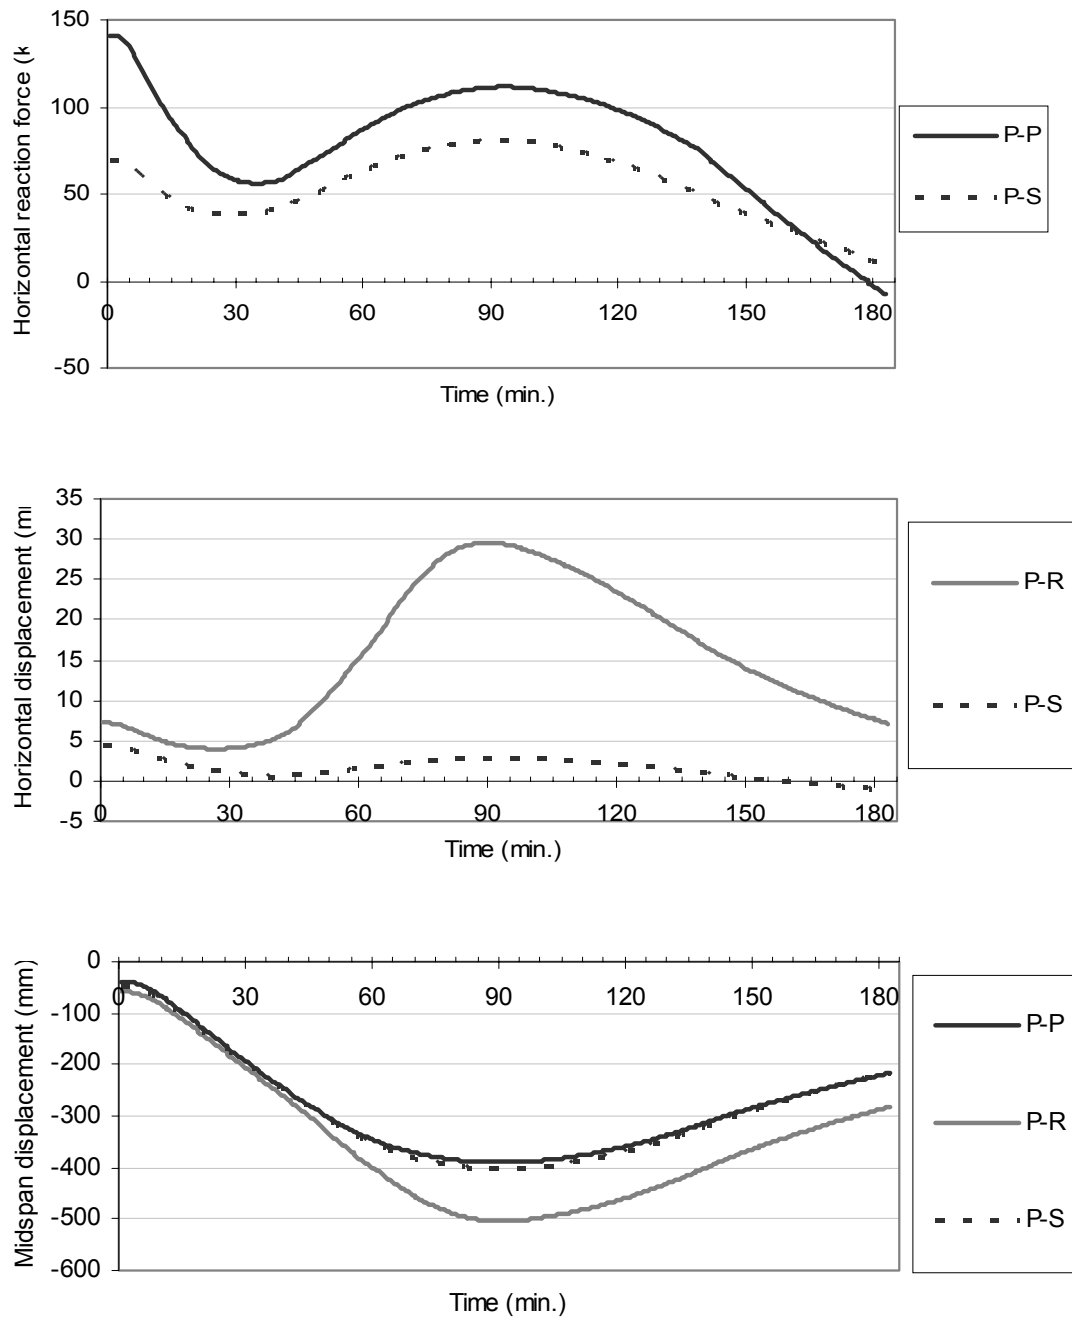 Horizontal reaction force (k
150
100
50
0
-50
0 30 60 90 120 150 180
Time (min.)
P-P
P-S
Horizontal displacement (m
35
30
25
20
15
10
5
0
-5
0 30 60 90 120 150 180
Time (min.)
P-R
P-S
Midspan displacement (mm)
0
-100
-200
-300
-400
-500
-600
0 30 60 90 120 150 180
Time (min.)
P-P
P-R
P-S